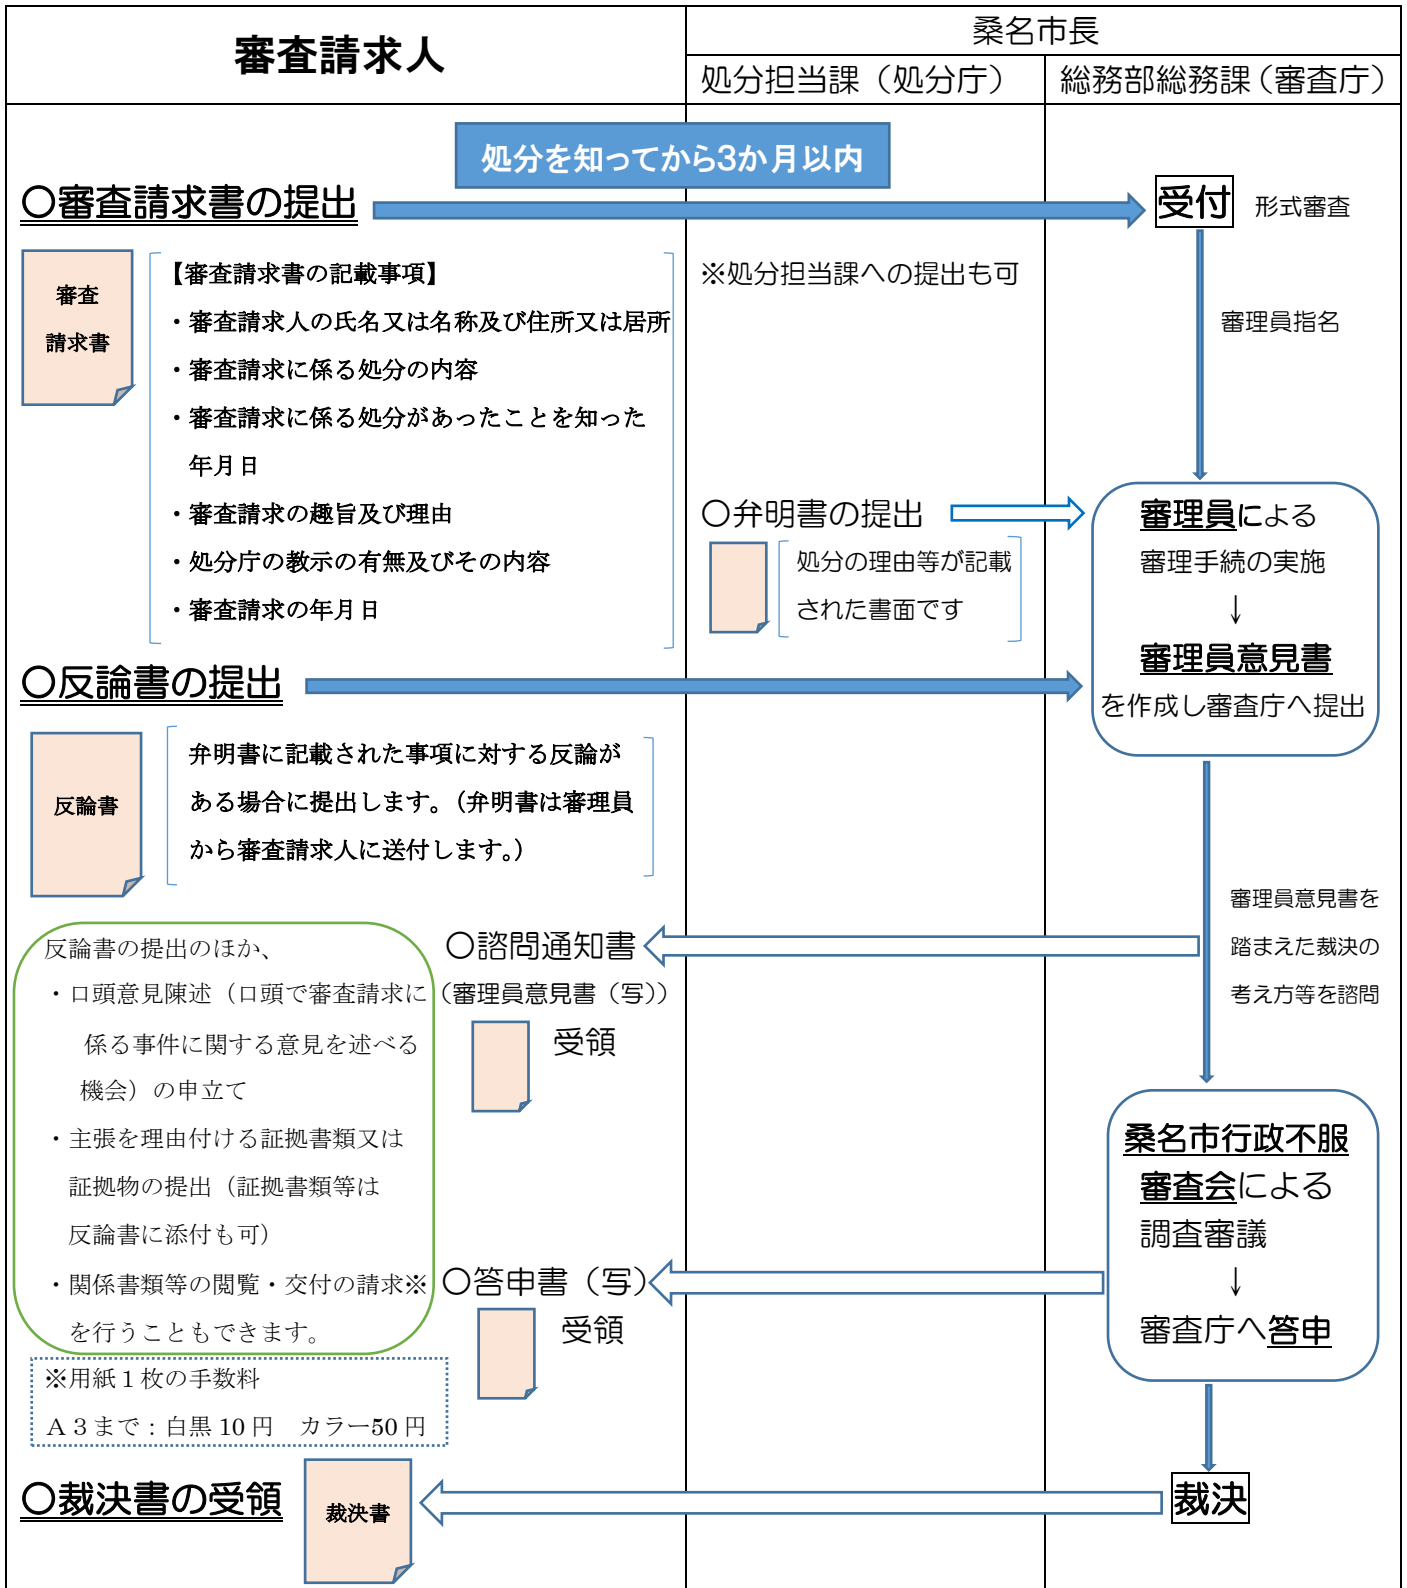 審査請求人
桑名市長
処分担当課（処分庁）
総務部総務課（審査庁）
処分を知ってから3か月以内
〇審査請求書の提出
受付
形式審査
審査
請求書
【審査請求書の記載事項】
・審査請求人の氏名又は名称及び住所又は居所
・審査請求に係る処分の内容
・審査請求に係る処分があったことを知った
年月日
・審査請求の趣旨及び理由
・処分庁の教示の有無及びその内容
・審査請求の年月日
※処分担当課への提出も可
審理員指名
〇弁明書の提出
処分の理由等が記載
された書面です
審理員による
審理手続の実施
↓
審理員意見書
を作成し審査庁へ提出
〇反論書の提出
反論書
弁明書に記載された事項に対する反論が
ある場合に提出します。（弁明書は審理員
から審査請求人に送付します。）
審理員意見書を
踏まえた裁決の
考え方等を諮問
〇諮問通知書
（審理員意見書（写））
受領
反論書の提出のほか、
・口頭意見陳述（口頭で審査請求に
係る事件に関する意見を述べる
機会）の申立て
・主張を理由付ける証拠書類又は
証拠物の提出（証拠書類等は
反論書に添付も可）
・関係書類等の閲覧・交付の請求※
を行うこともできます。
桑名市行政不服
審査会による
調査審議
↓
審査庁へ答申
〇答申書（写）
受領
※用紙１枚の手数料
Ａ３まで：白黒 10 円　カラー50 円
〇裁決書の受領
裁決書
裁決